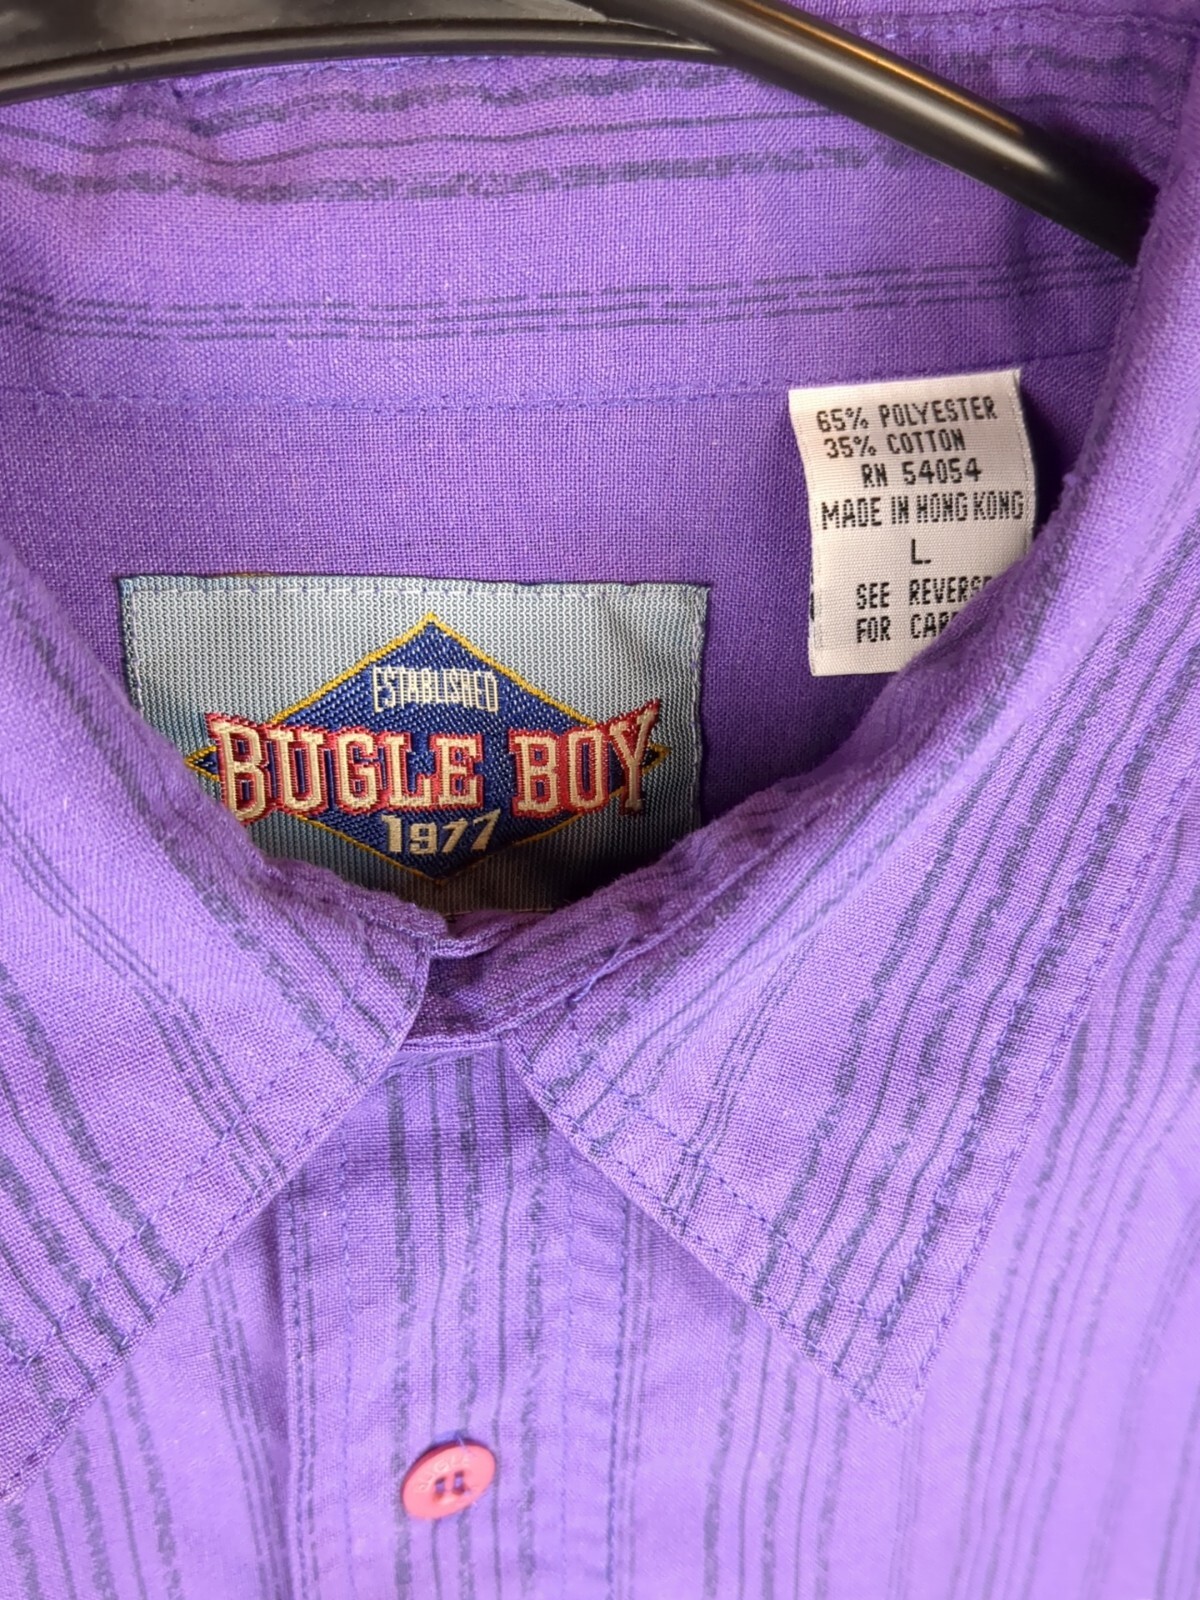 65% POLYESTER
35% COTTON
RN 54054
MADE IN HONG KONG
L.
SEE REVERSE
FOR
ESTABLISHED
BUGLE BOY
1977